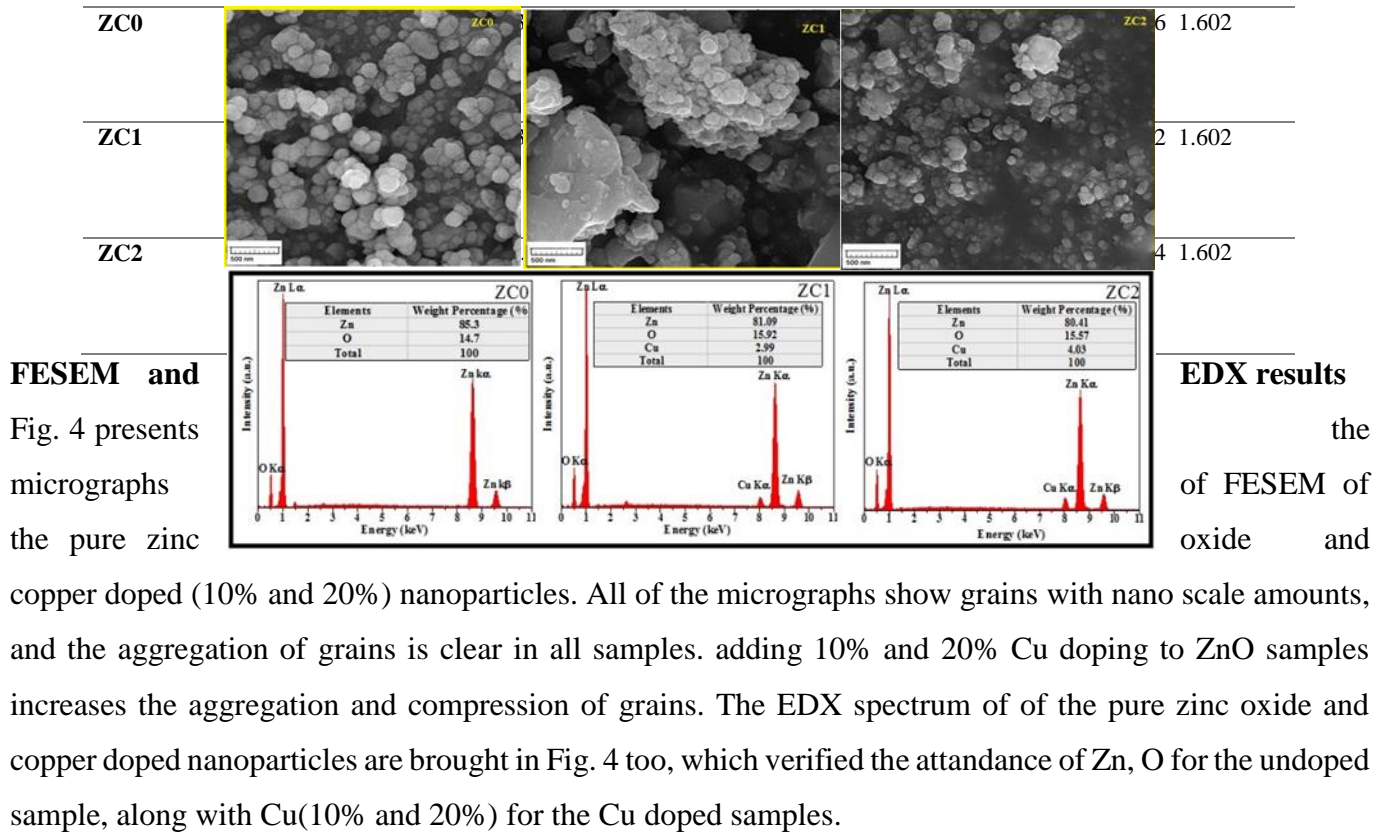 ZC0 6 1.602
ZC1 2 1.602
ZC2 4 1.602
ZC0 ZC1 ZC2
500 nm 500 nm 500 nm
ZC0
Zn Lα.
Elements Weight Percentage (%
Zn 85.3
O 14.7
Total 100
Zn kα.
O Kα.
Zn kβ
Intensity (a.u.)
0 1 2 3 4 5 6 7 8 9 10 11
Energy (keV)
ZC1
Zn Lα.
Elements Weight Percentage (%)
Zn 81.09
O 15.92
Cu 2.99
Total 100
Zn Kα.
O Kα.
Cu Kα. Zn Kβ
Intensity (a.u.)
0 1 2 3 4 5 6 7 8 9 10 11
Energy (keV)
ZC2
Zn Lα.
Elements Weight Percentage (%)
Zn 80.41
O 15.57
Cu 4.03
Total 100
Zn Kα.
O Kα.
Cu Kα. Zn Kβ
Intensity (a.u.)
0 1 2 3 4 5 6 7 8 9 10 11
Energy (keV)
FESEM and EDX results
Fig. 4 presents the
micrographs of FESEM of
the pure zinc oxide and
copper doped (10% and 20%) nanoparticles. All of the micrographs show grains with nano scale amounts,
and the aggregation of grains is clear in all samples. adding 10% and 20% Cu doping to ZnO samples
increases the aggregation and compression of grains. The EDX spectrum of of the pure zinc oxide and
copper doped nanoparticles are brought in Fig. 4 too, which verified the attandance of Zn, O for the undoped
sample, along with Cu(10% and 20%) for the Cu doped samples.